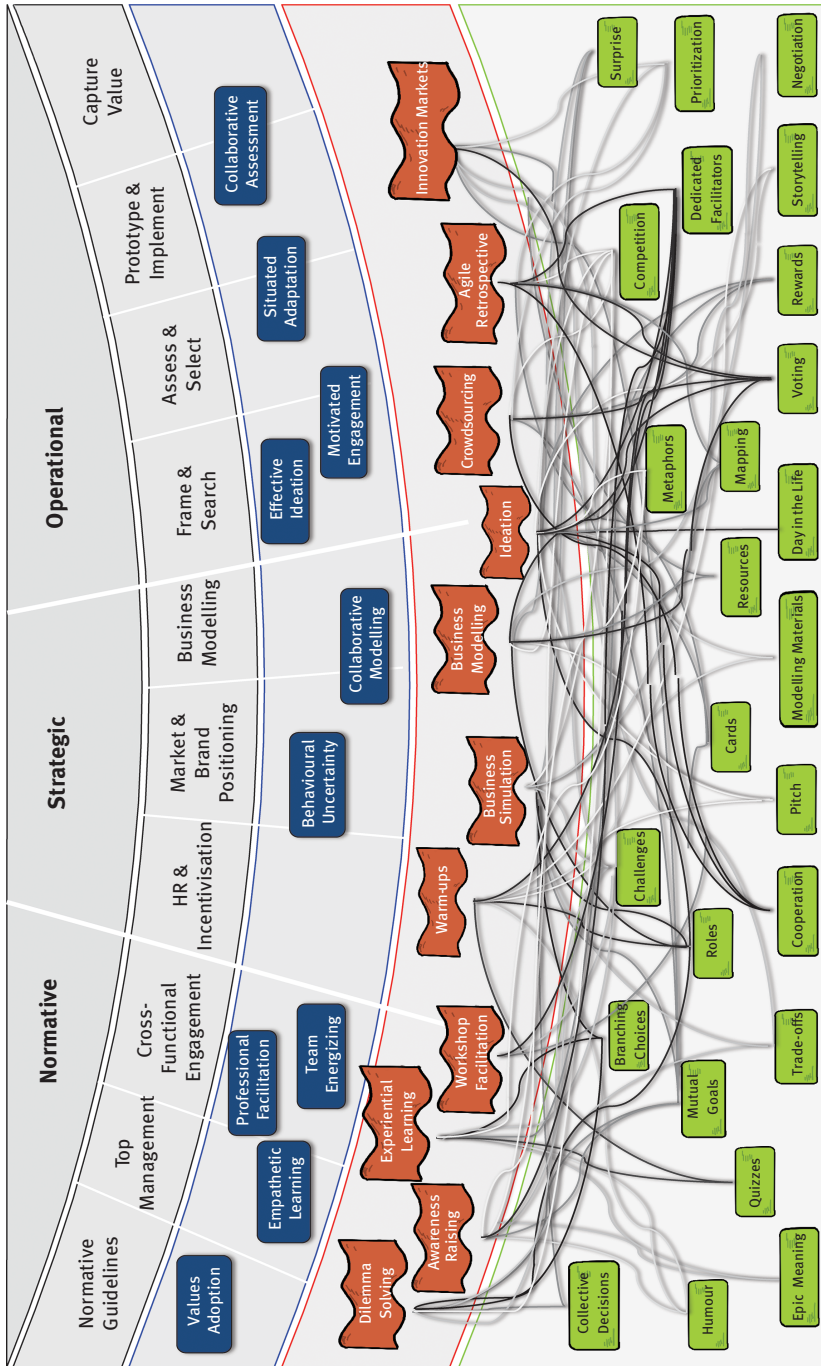 Normative
Strategic
Operational
Normative
Guidelines
Top
Management
Cross-
Functional
Engagement
HR &
Incentivisation
Market &
Brand
Positioning
Business
Modelling
Frame &
Search
Assess &
Select
Prototype &
Implement
Capture
Value
Values
Adoption
Empathetic
Learning
Professional
Facilitation
Team
Energizing
Behavioural
Uncertainty
Collaborative
Modelling
Effective
Ideation
Motivated
Engagement
Situated
Adaptation
Collaborative
Assessment
Dilemma
Solving
Awareness
Raising
Experiential
Learning
Workshop
Facilitation
Warm-ups
Business
Simulation
Business
Modelling
Ideation
Crowdsourcing
Agile
Retrospective
Innovation Markets
Collective
Decisions
Branching
Choices
Challenges
Metaphors
Competition
Surprise
Humour
Mutual
Goals
Roles
Cards
Resources
Mapping
Dedicated
Facilitators
Prioritization
Epic Meaning
Quizzes
Trade-offs
Cooperation
Pitch
Modelling Materials
Day in the Life
Voting
Rewards
Storytelling
Negotiation